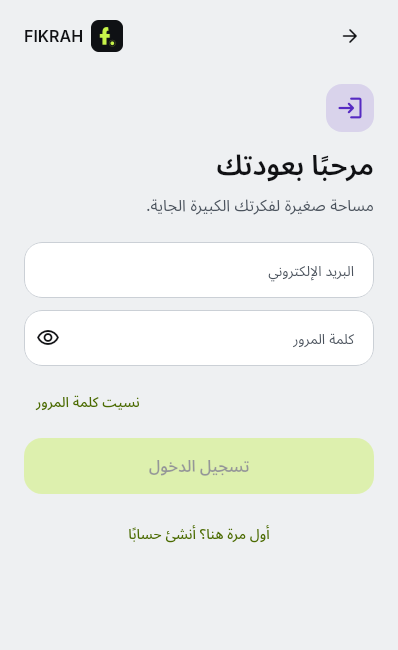 FIKRAH
f.
مرحبًا بعودتك
مساحة صغيرة لفكرتك الكبيرة الجاية.
البريد الإلكتروني
كلمة المرور
نسيت كلمة المرور
تسجيل الدخول
أول مرة هنا؟ أنشئ حسابًا